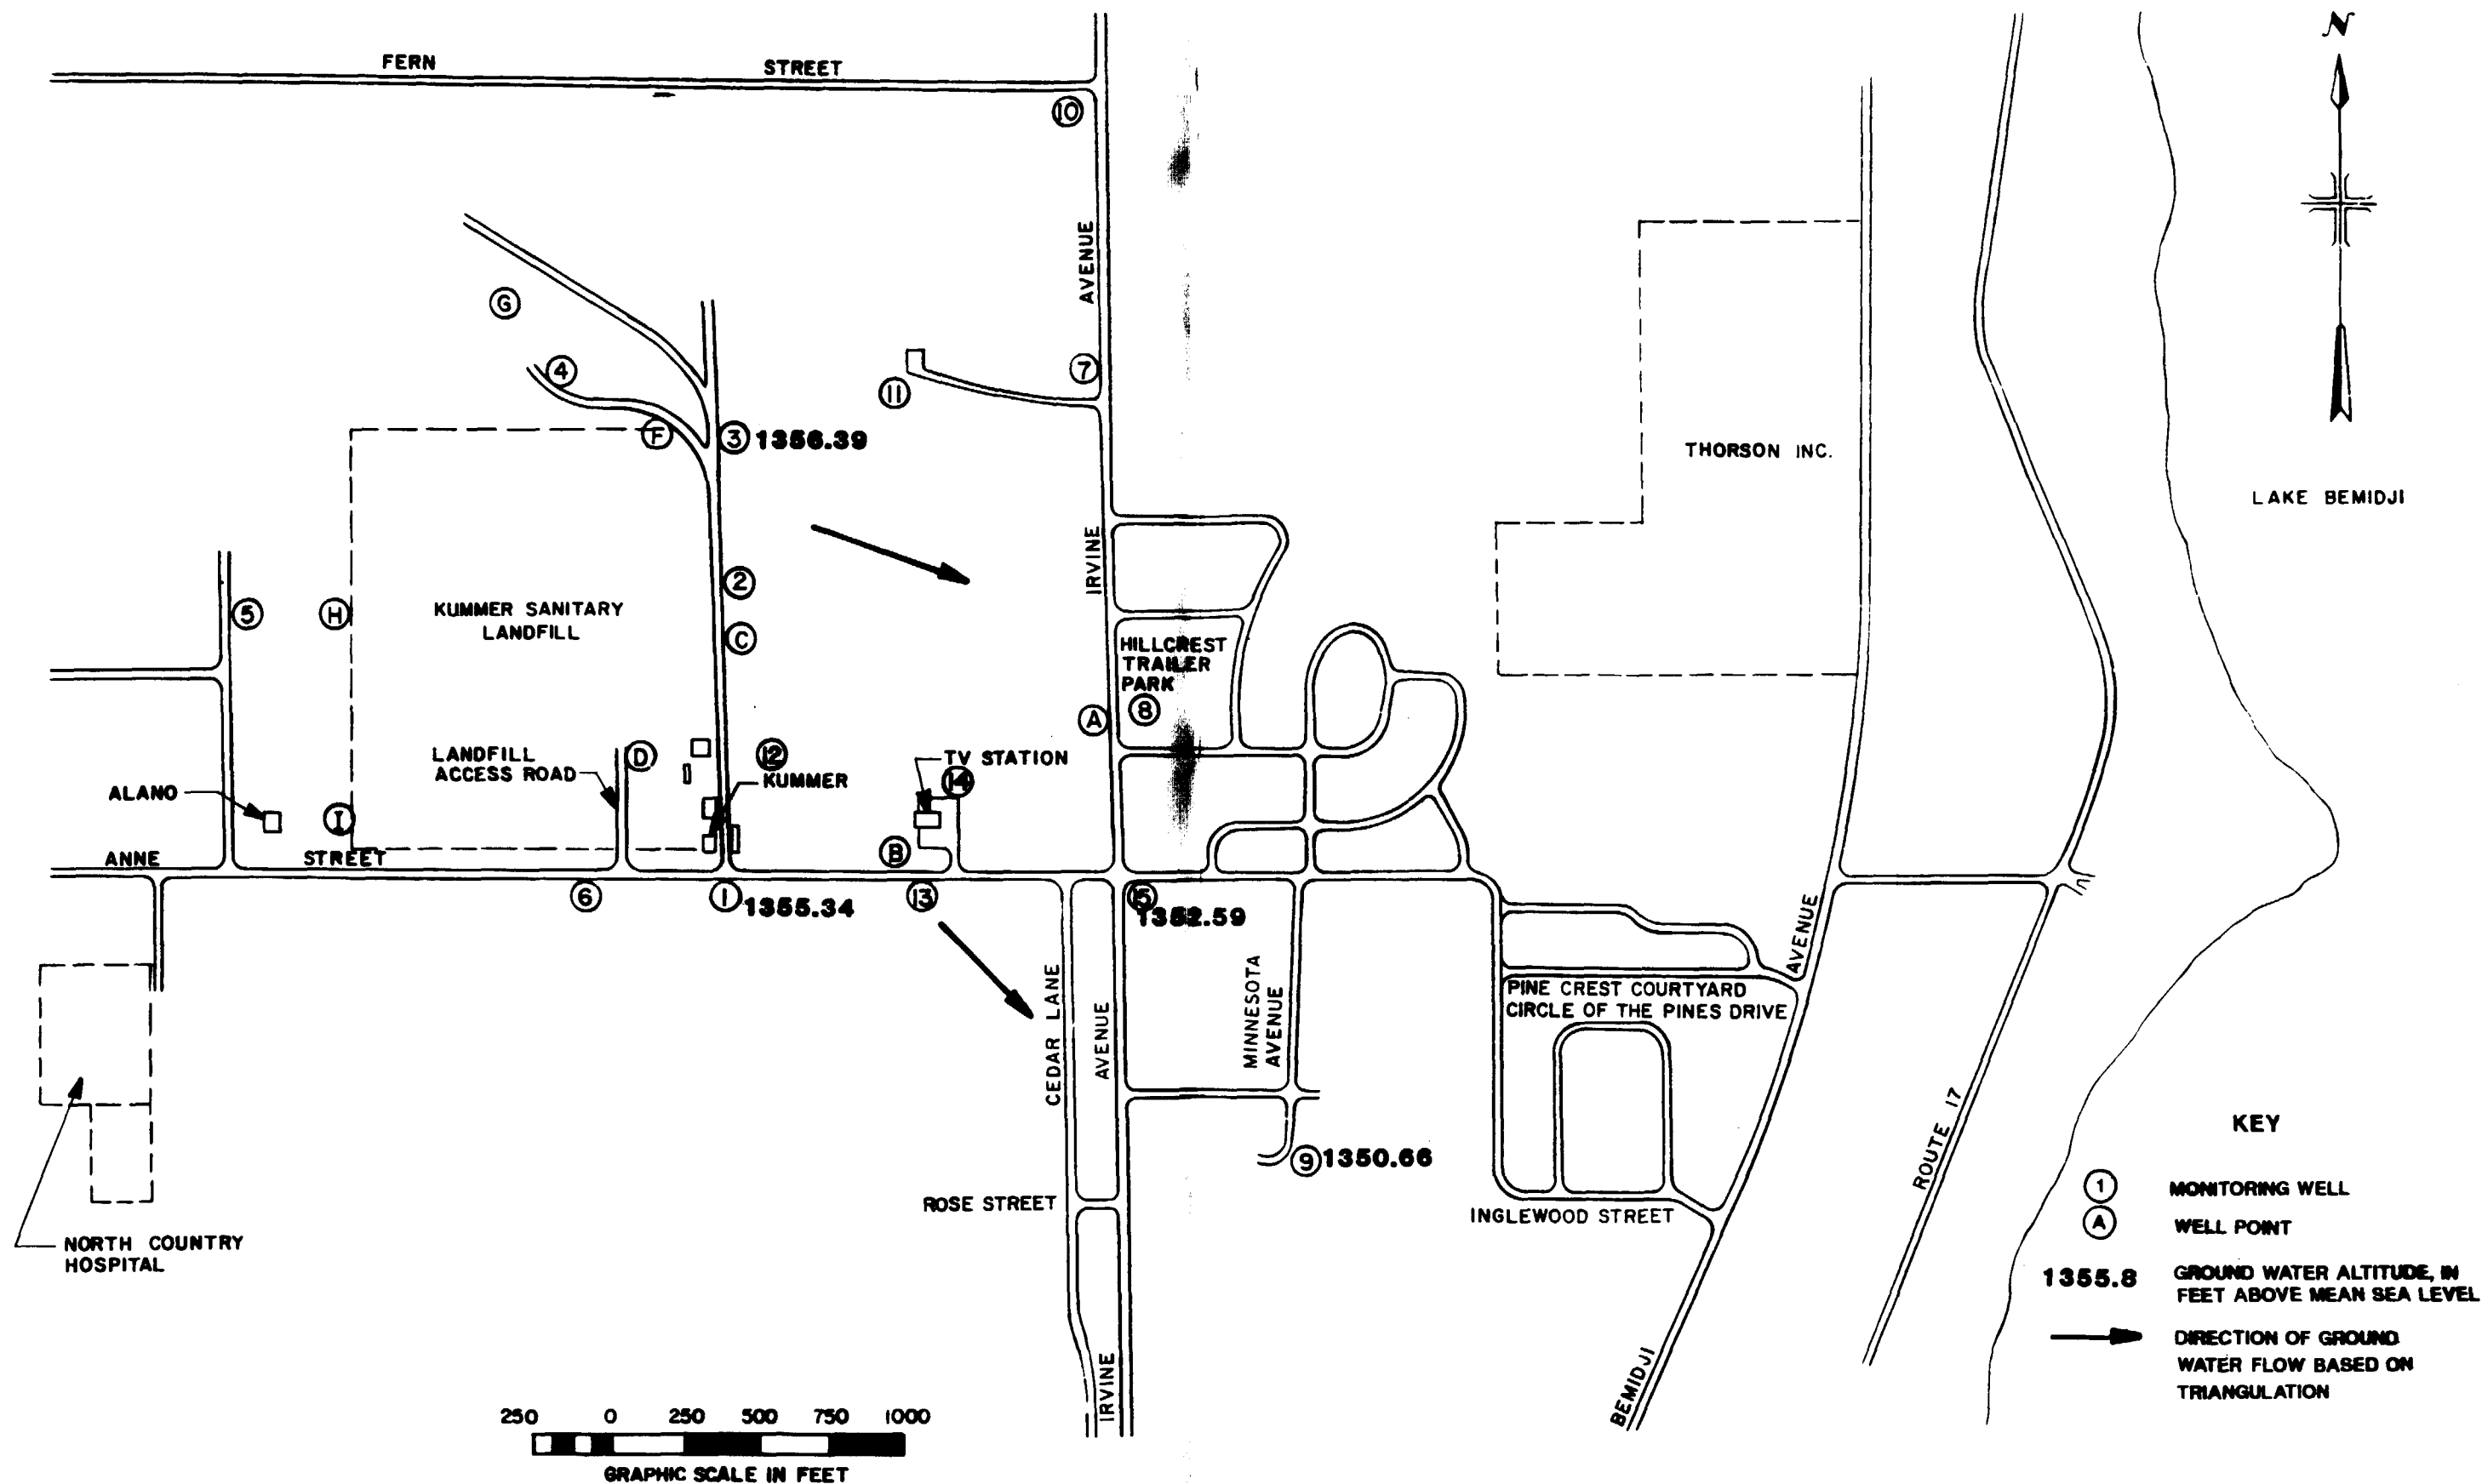 FERN STREET
N
10
AVENUE
G
4
7
11
F
3 1356.39
THORSON INC.
LAKE BEMIDJI
IRVINE
2
5
H
KUMMER SANITARY
LANDFILL
C
HILLCREST
TRAILER
PARK
8
A
LANDFILL
ACCESS ROAD
D
12
KUMMER
TV STATION
14
ALANO
I
B
ANNE STREET
6
1 1355.34
13
15
1352.59
AVENUE
CEDAR LANE
AVENUE
MINNESOTA
AVENUE
PINE CREST COURTYARD
CIRCLE OF THE PINES DRIVE
9 1350.66
ROSE STREET
INGLEWOOD STREET
ROUTE 17
NORTH COUNTRY
HOSPITAL
IRVINE
BEMIDJI
KEY
1 MONITORING WELL
A WELL POINT
1355.8 GROUND WATER ALTITUDE, IN
FEET ABOVE MEAN SEA LEVEL
DIRECTION OF GROUND
WATER FLOW BASED ON
TRIANGULATION
250 0 250 500 750 1000
GRAPHIC SCALE IN FEET